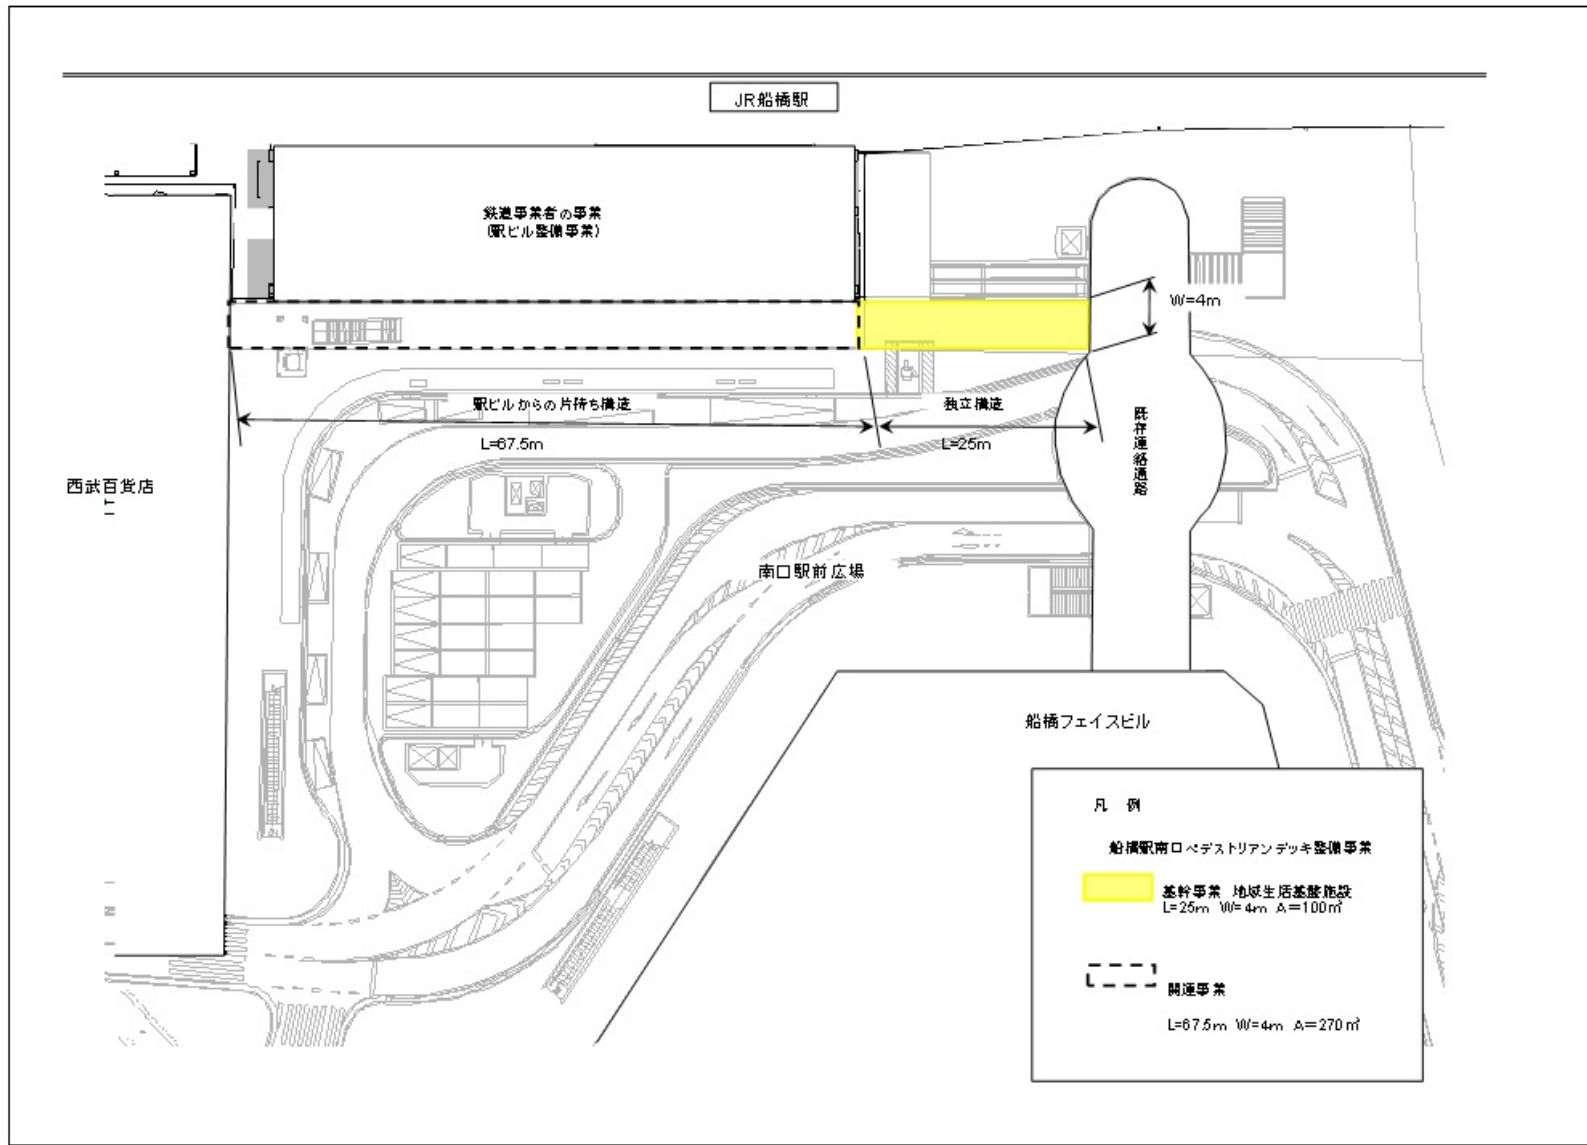 JR船橋駅
鉄道事業者の事業
(駅ビル整備事業)
W=4m
駅ビルからの片持ち構造
独立構造
L=67.5m
L=25m
既存連絡通路
西武百貨店
南口駅前広場
船橋フェイスビル
凡 例
船橋駅南口ペデストリアンデッキ整備事業
基幹事業 地域生活基盤施設
L=25m W=4m A=100㎡
関連事業
L=67.5m W=4m A=270㎡